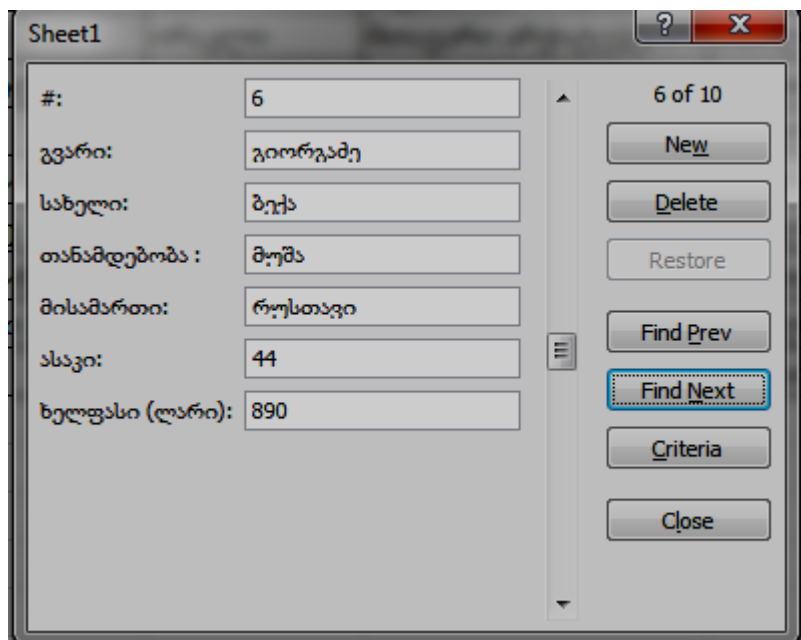 Sheet1
#: 6
გვარი: გიორგაძე
სახელი: ბექა
თანამდებობა : მუშა
მისამართი: რუსთავი
ასაკი: 44
ხელფასი (ლარი): 890
6 of 10
New
Delete
Restore
Find Prev
Find Next
Criteria
Close